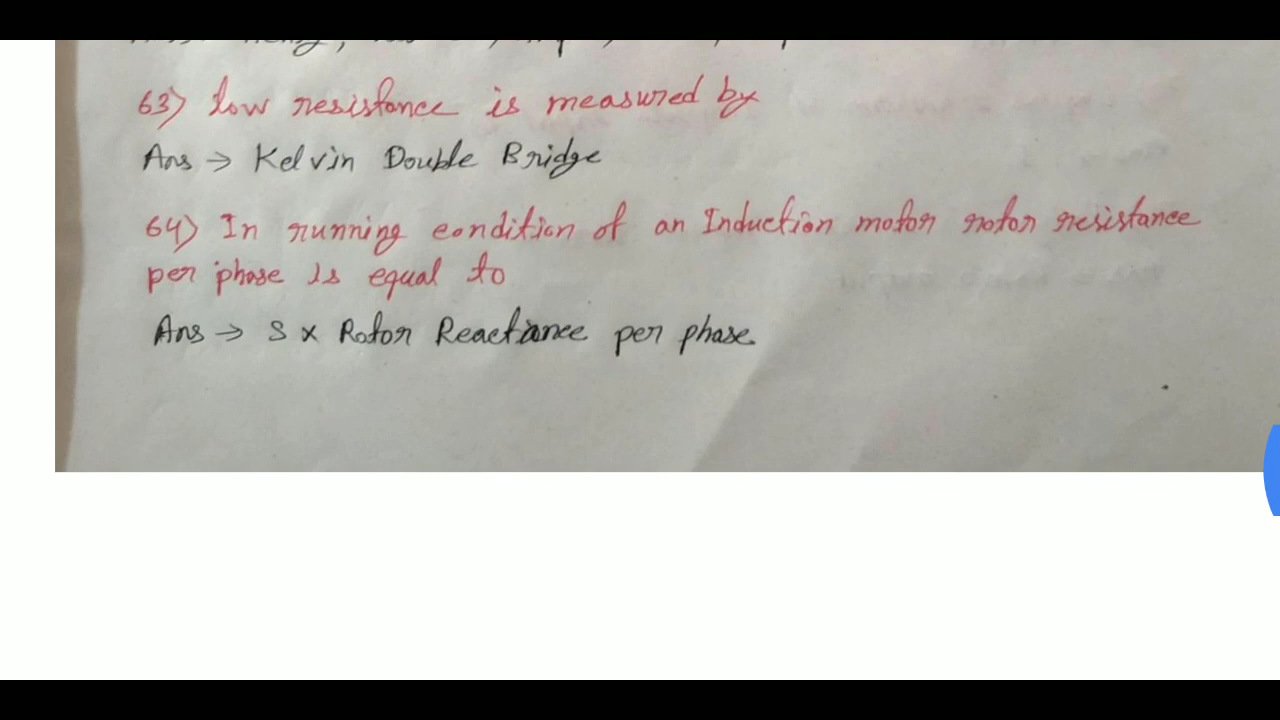 63) low resistance is measured by
Ans → Kelvin Double Bridge
64) In running condition of an Induction motor rotor resistance
per phase is equal to
Ans → S x Rotor Reactance per phase